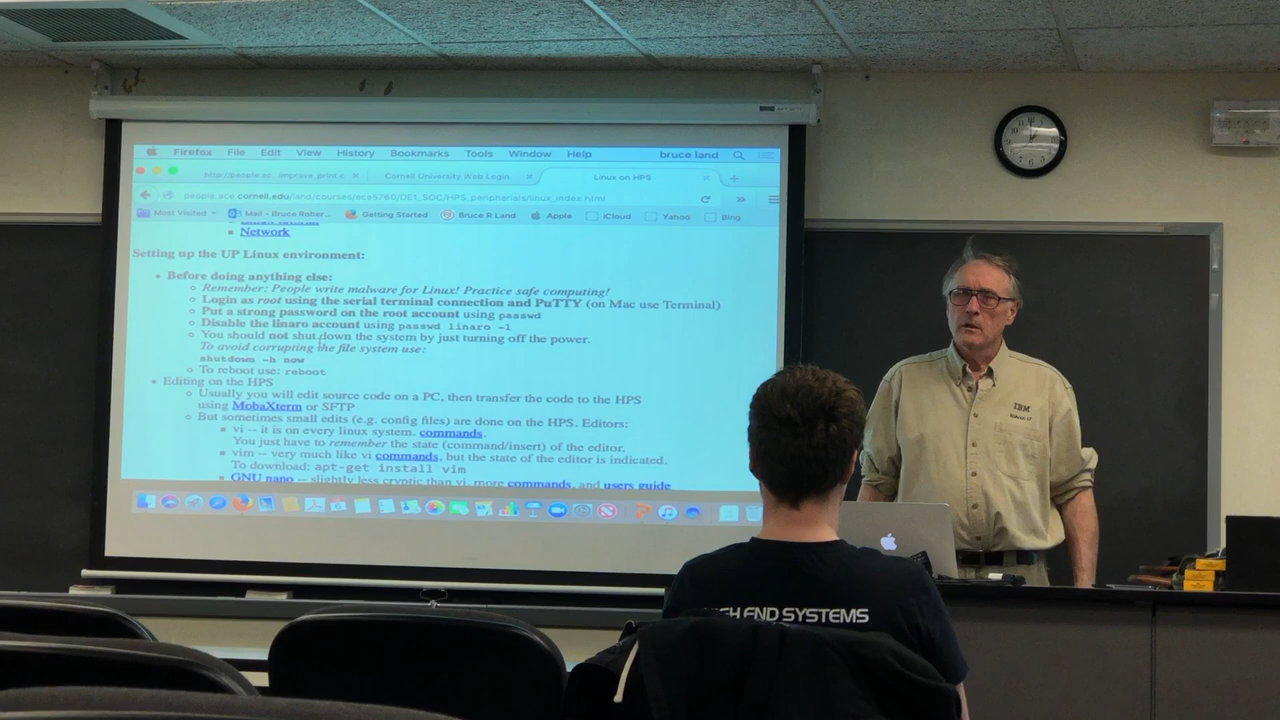 Firefox File Edit View History Bookmarks Tools Window Help bruce land
http://people.ec...improve_print.c × Cornell University Web Login × Linux on HPS × +
people.ece.cornell.edu/land/courses/ece5760/DE1_SOC/HPS_peripherials/linux_index.html
Most Visited Mail - Bruce Rober... Getting Started Bruce R Land Apple iCloud Yahoo Bing
Network
Setting up the UP Linux environment:
Before doing anything else:
Remember: People write malware for Linux! Practice safe computing!
Login as root using the serial terminal connection and PuTTY (on Mac use Terminal)
Put a strong password on the root account using passwd
Disable the linaro account using passwd linaro -l
You should not shut down the system by just turning off the power.
To avoid corrupting the file system use:
shutdown -h now
To reboot use: reboot
Editing on the HPS
Usually you will edit source code on a PC, then transfer the code to the HPS
using MobaXterm or SFTP
But sometimes small edits (e.g. config files) are done on the HPS. Editors:
vi -- it is on every linux system. commands.
You just have to remember the state (command/insert) of the editor.
vim -- very much like vi commands, but the state of the editor is indicated.
To download: apt-get install vim
GNU nano -- slightly less cryptic than vi, more commands, and users guide
IBM
END SYSTEMS